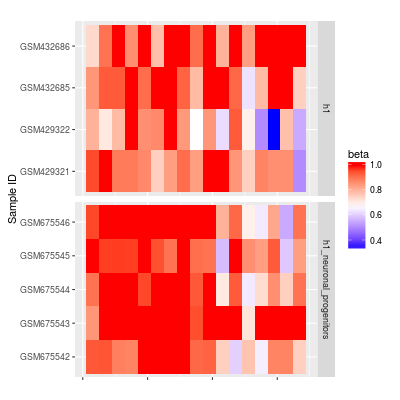 Sample ID
GSM432686
GSM432685
GSM429322
GSM429321
h1
GSM675546
GSM675545
GSM675544
GSM675543
GSM675542
h1_neuronal_progenitors
beta
1.0
0.8
0.6
0.4